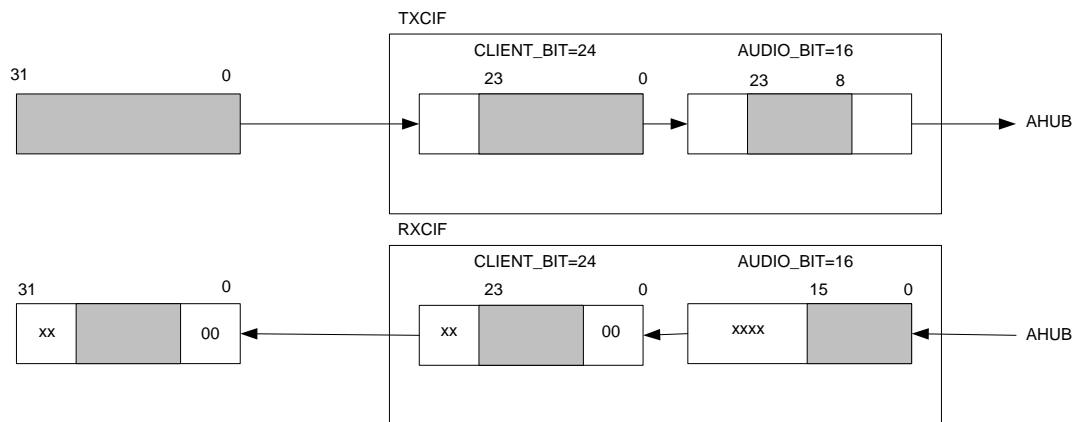 TXCIF
CLIENT_BIT=24 AUDIO_BIT=16
31 0 23 0 23 8
AHUB
RXCIF
CLIENT_BIT=24 AUDIO_BIT=16
31 0 23 0 15 0
xx 00 xx 00 xxxx AHUB